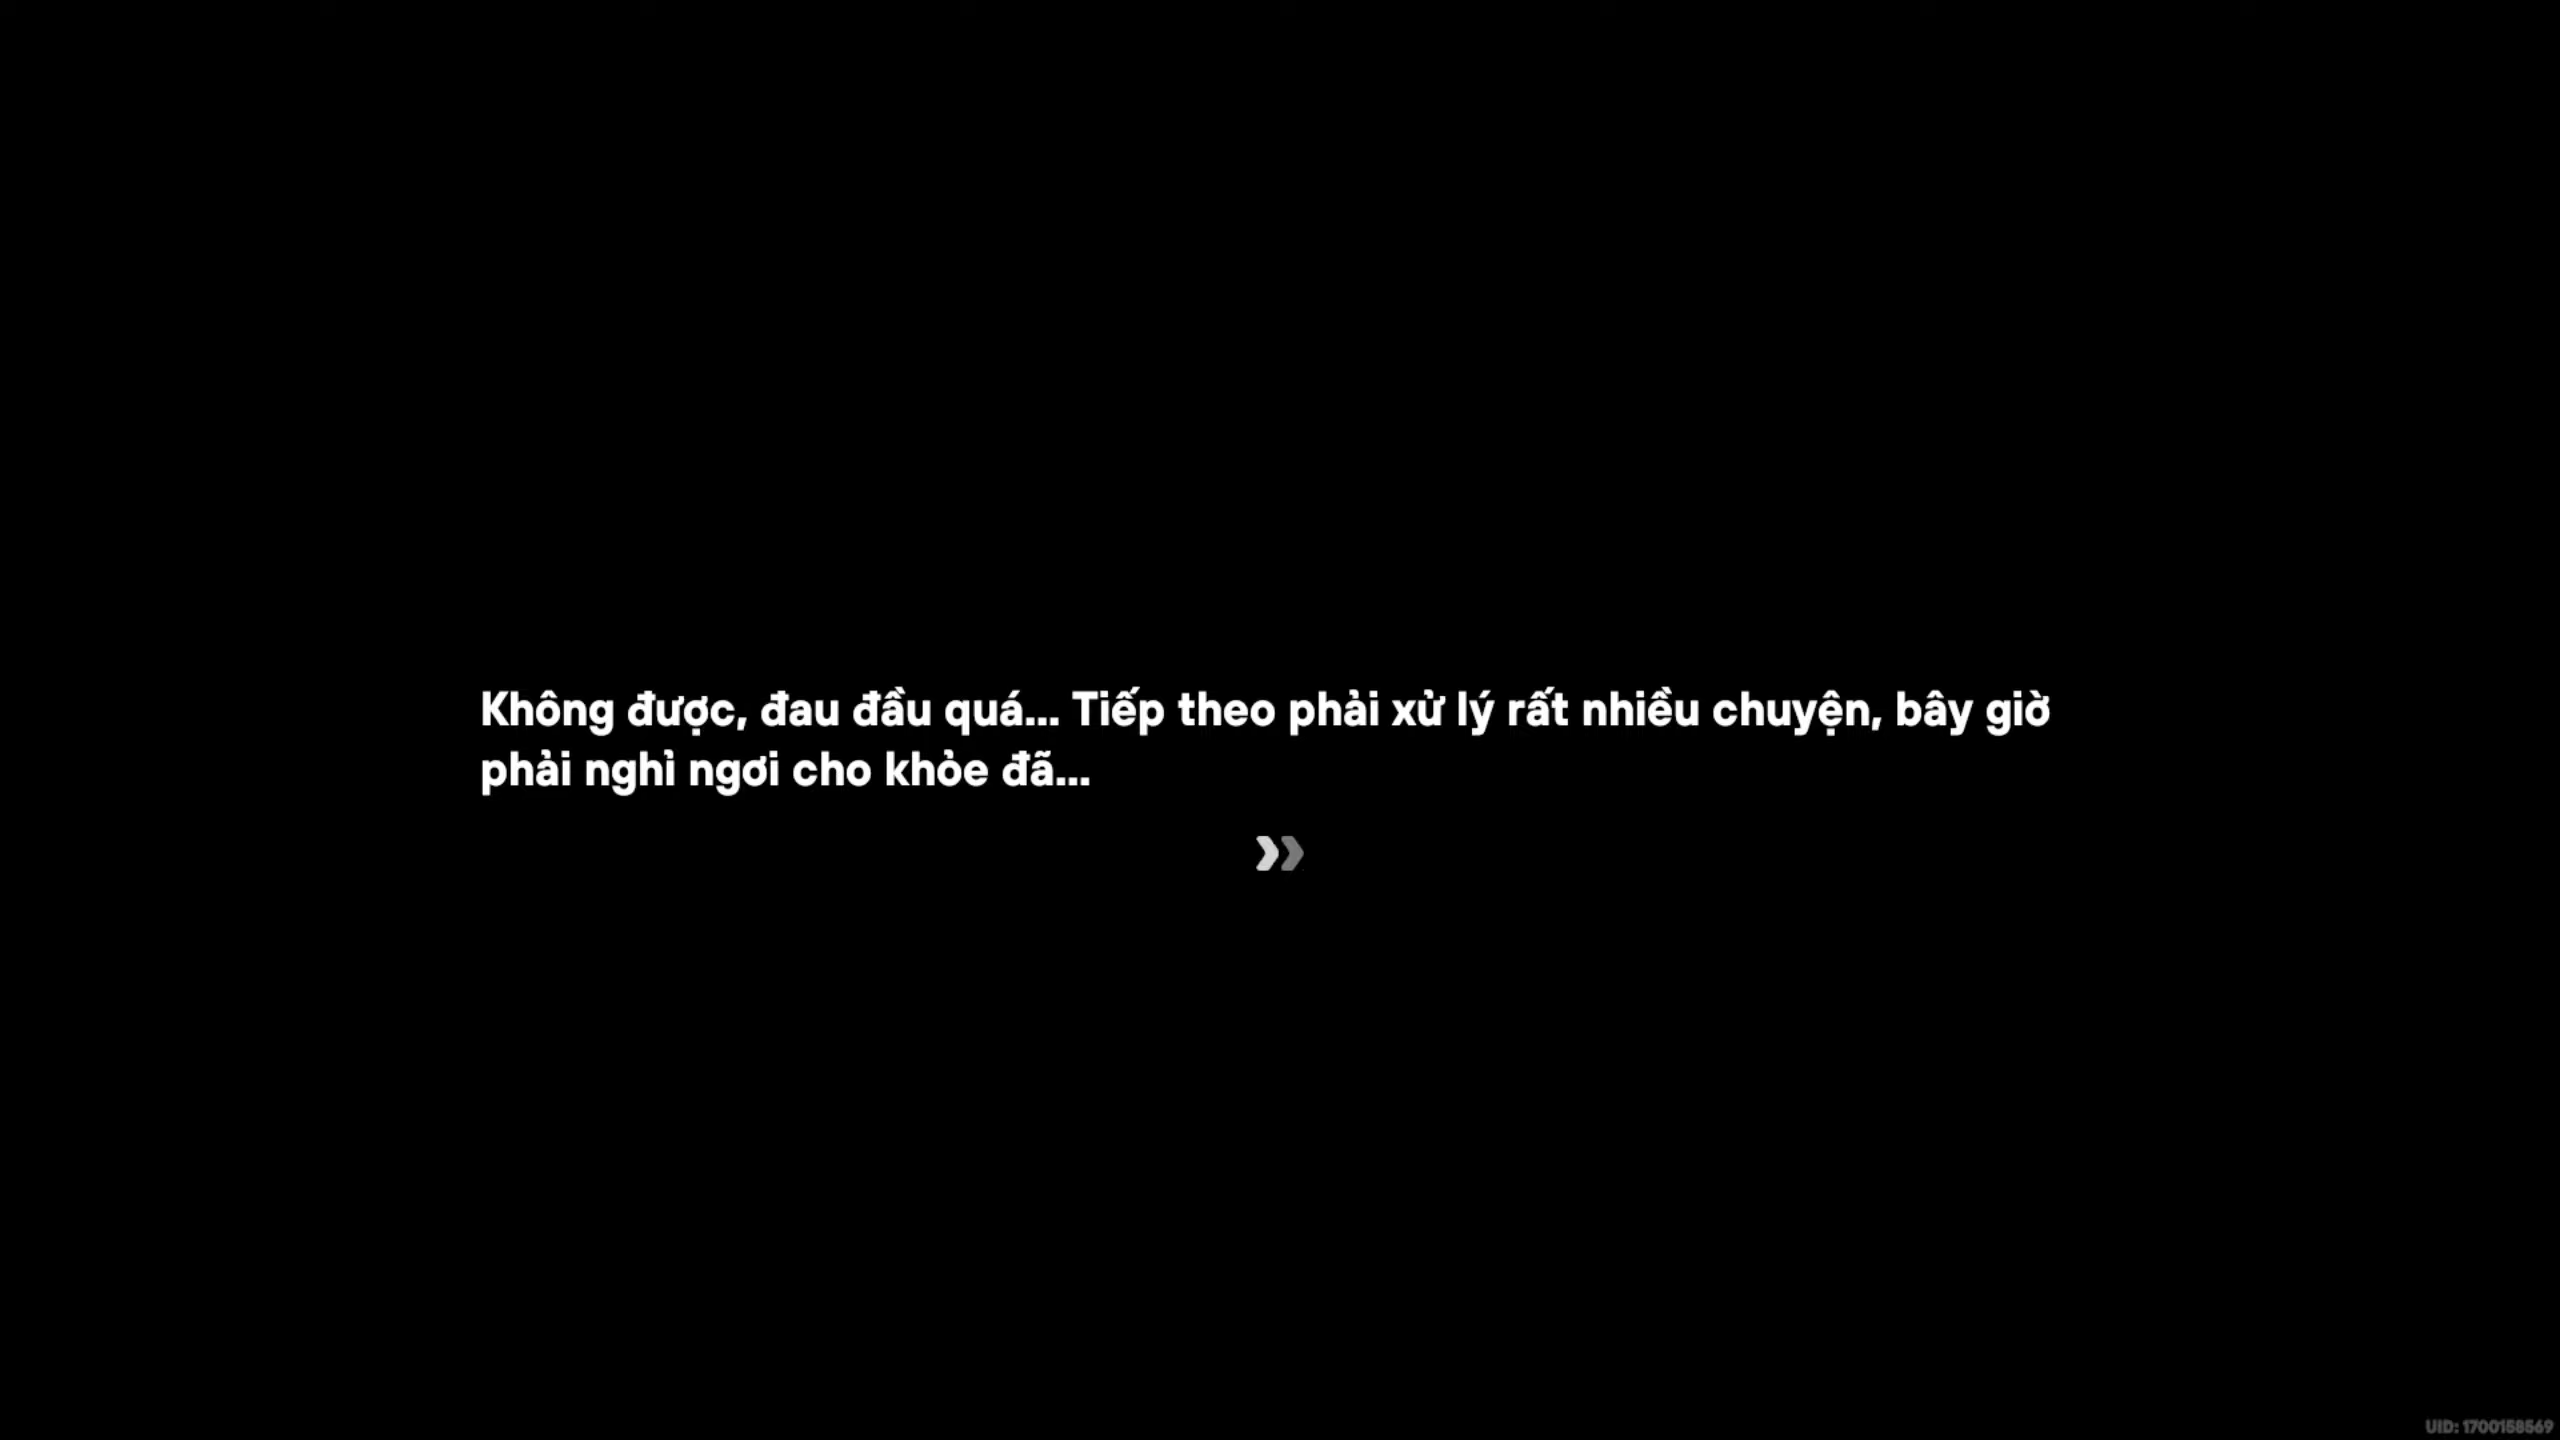 Không được, đau đầu quá... Tiếp theo phải xử lý rất nhiều chuyện, bây giờ
phải nghỉ ngơi cho khỏe đã...
UID: 1700158569